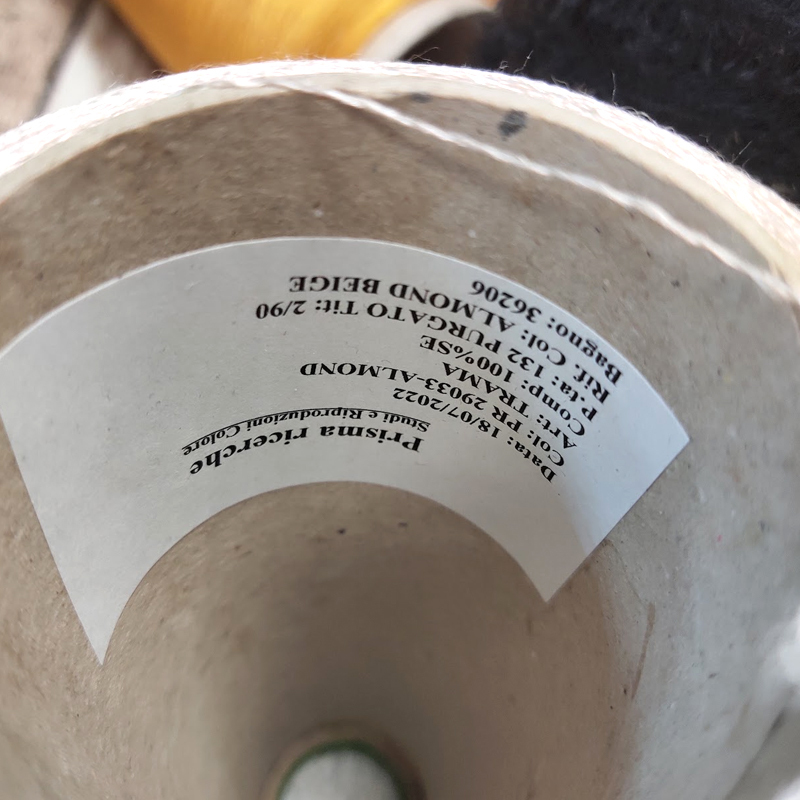 Prisma ricerche
Studi e Riproduzioni Colore
Data: 18/07/2022
Col: PR 29033-ALMOND
Art: TRAMA
Comp: 100%SE
P.ta: 132 PURGATO Tit: 2/90
Rif. Col: ALMOND BEIGE
Bagno: 36206